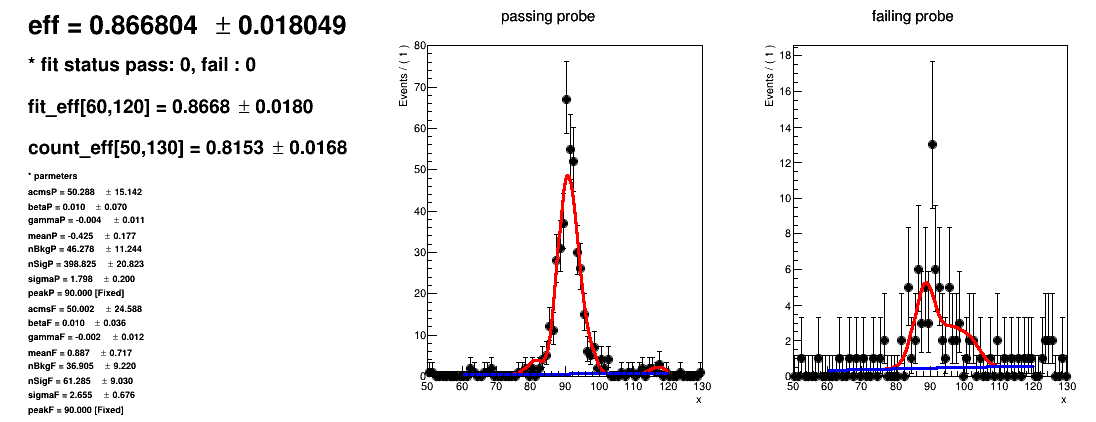 eff = 0.866804 ± 0.018049
* fit status pass: 0, fail : 0
fit_eff[60,120] = 0.8668 ± 0.0180
count_eff[50,130] = 0.8153 ± 0.0168
* parmeters
acmsP = 50.288 ± 15.142
betaP = 0.010 ± 0.070
gammaP = -0.004 ± 0.011
meanP = -0.425 ± 0.177
nBkgP = 46.278 ± 11.244
nSigP = 398.825 ± 20.823
sigmaP = 1.798 ± 0.200
peakP = 90.000 [Fixed]
acmsF = 50.002 ± 24.588
betaF = 0.010 ± 0.036
gammaF = -0.002 ± 0.012
meanF = 0.887 ± 0.717
nBkgF = 36.905 ± 9.220
nSigF = 61.285 ± 9.030
sigmaF = 2.655 ± 0.676
peakF = 90.000 [Fixed]
passing probe
Events / ( 1 )
80
70
60
50
40
30
20
10
0
50 60 70 80 90 100 110 120 130
x
failing probe
Events / ( 1 )
18
16
14
12
10
8
6
4
2
0
50 60 70 80 90 100 110 120 130
x